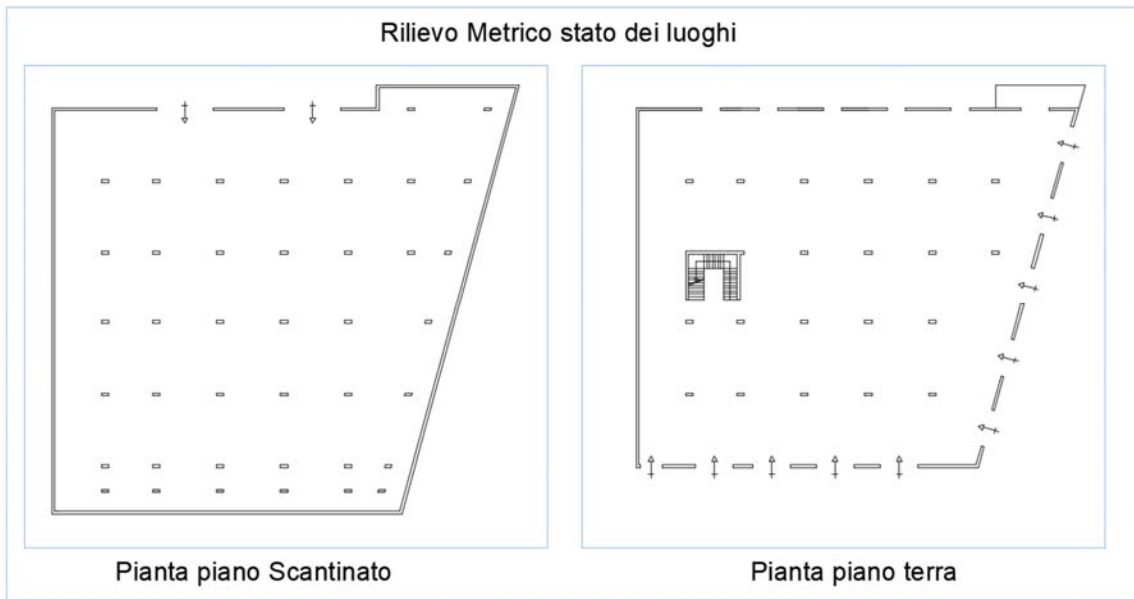 Rilievo Metrico stato dei luoghi
Pianta piano Scantinato
Pianta piano terra